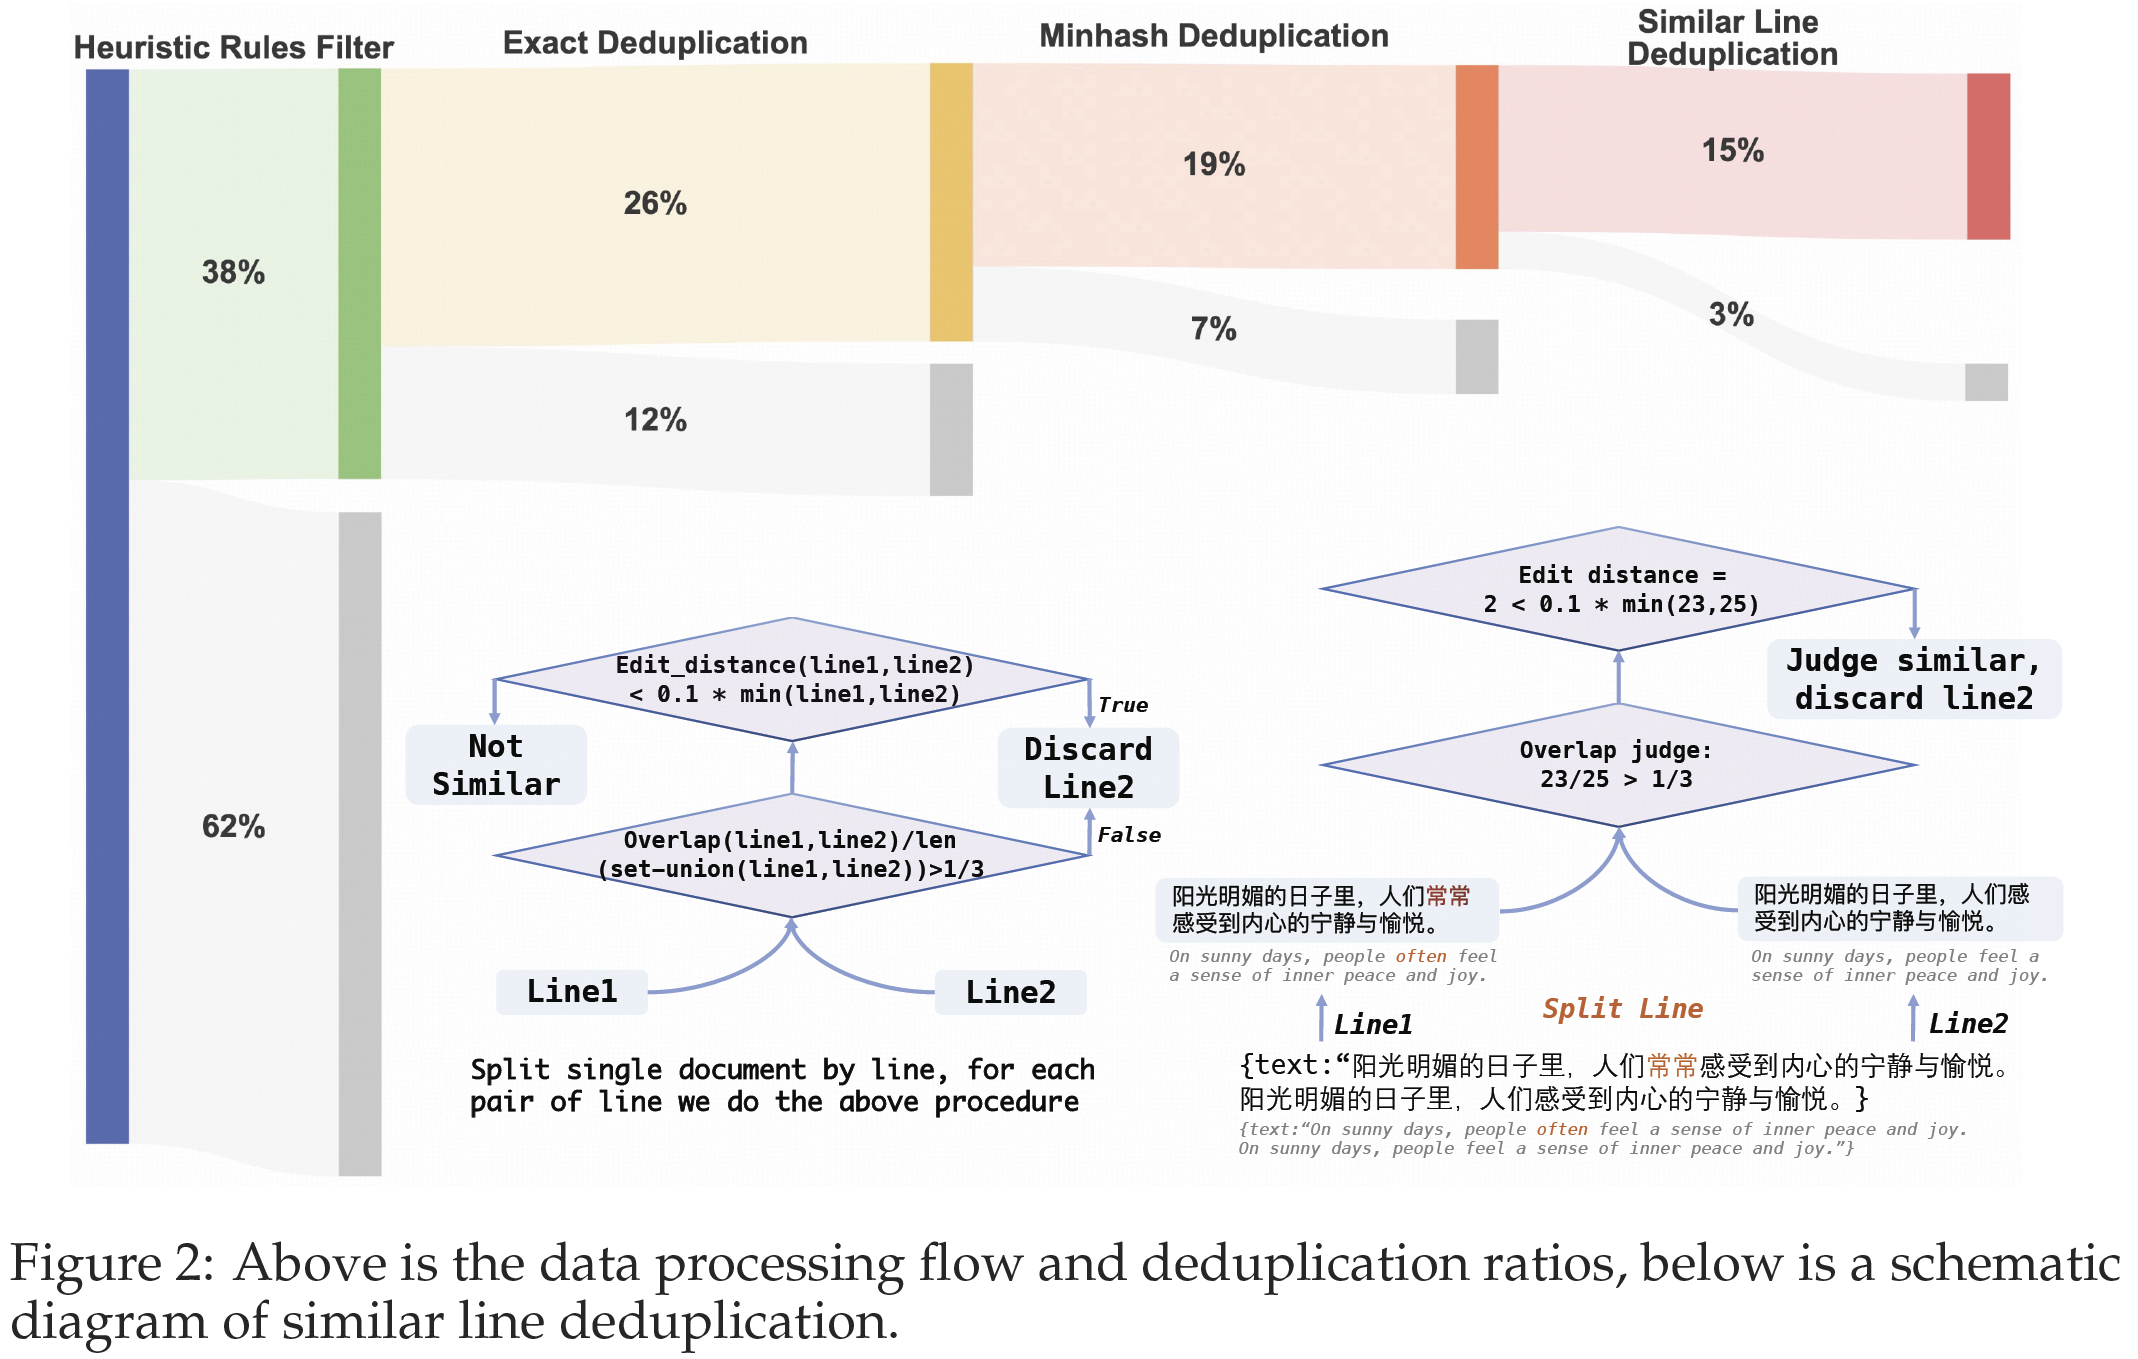 Heuristic Rules Filter
Exact Deduplication
Minhash Deduplication
Similar Line
Deduplication
38%
26%
19%
15%
12%
7%
3%
62%
Edit_distance(line1,line2)
< 0.1 * min(line1,line2)
True
Not
Similar
Discard
Line2
False
Overlap(line1,line2)/len
(set-union(line1,line2))>1/3
Line1
Line2
Split single document by line, for each
pair of line we do the above procedure
Edit distance =
2 < 0.1 * min(23,25)
Judge similar,
discard line2
Overlap judge:
23/25 > 1/3
阳光明媚的日子里，人们常常
感受到内心的宁静与愉悦。
On sunny days, people often feel
a sense of inner peace and joy.
阳光明媚的日子里，人们感
受到内心的宁静与愉悦。
On sunny days, people feel a
sense of inner peace and joy.
Split Line
Line1
Line2
{text:“阳光明媚的日子里，人们常常感受到内心的宁静与愉悦。
阳光明媚的日子里，人们感受到内心的宁静与愉悦。}
{text:“On sunny days, people often feel a sense of inner peace and joy.
On sunny days, people feel a sense of inner peace and joy.”}
Figure 2: Above is the data processing flow and deduplication ratios, below is a schematic
diagram of similar line deduplication.